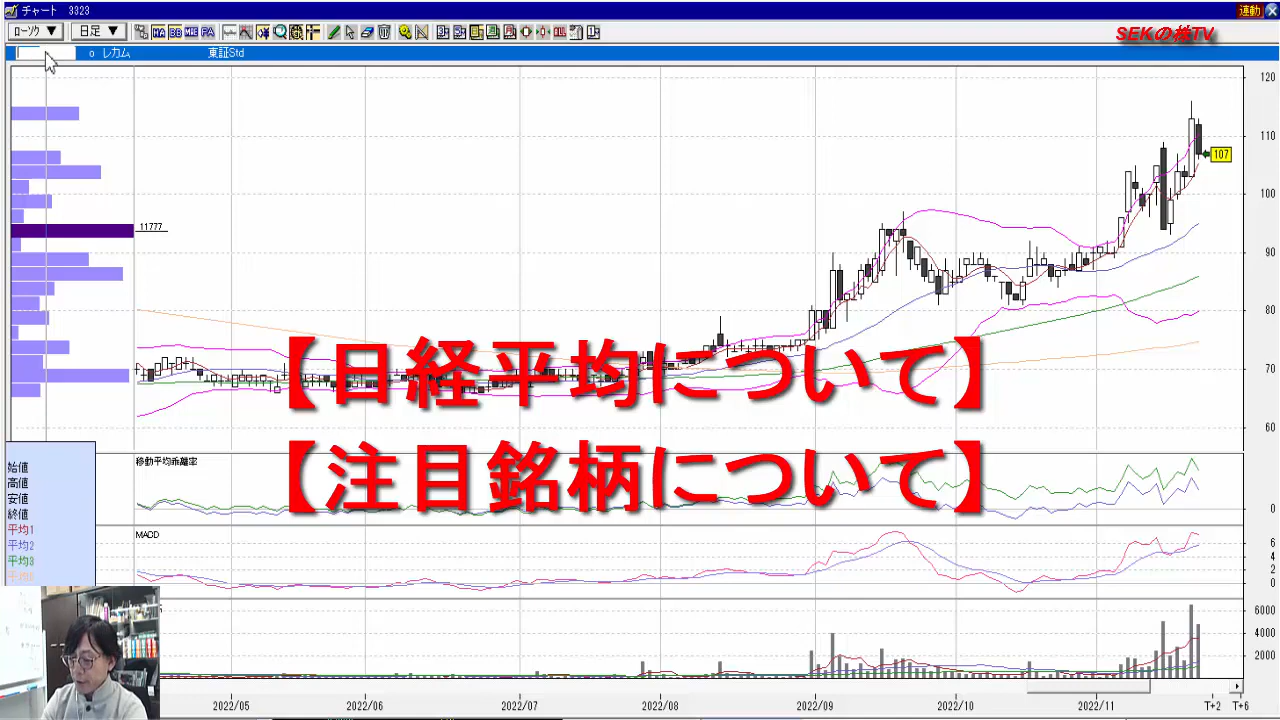 チャート 3323
連動
ローソク▼ 日足 ▼
SEKの株TV
o レカム 東証Std
120
110
107
100
11777
90
80
70
60
【日経平均について】
【注目銘柄について】
始値
高値
安値
終値
平均1
平均2
平均3
移動平均乖離率
0
MACD
6
4
2
0
6000
4000
2000
2022/05 2022/06 2022/07 2022/08 2022/09 2022/10 2022/11 T+2 T+6